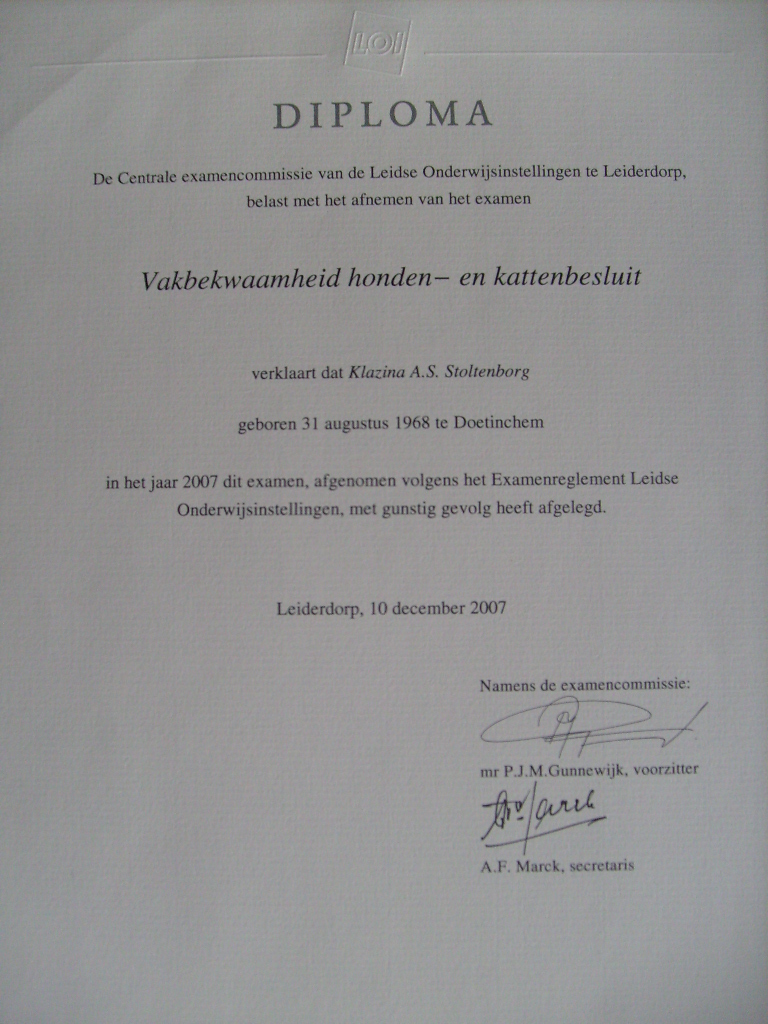 LOI
DIPLOMA
De Centrale examencommissie van de Leidse Onderwijsinstellingen te Leiderdorp,
belast met het afnemen van het examen
Vakbekwaamheid honden– en kattenbesluit
verklaart dat Klazina A.S. Stoltenborg
geboren 31 augustus 1968 te Doetinchem
in het jaar 2007 dit examen, afgenomen volgens het Examenreglement Leidse
Onderwijsinstellingen, met gunstig gevolg heeft afgelegd.
Leiderdorp, 10 december 2007
Namens de examencommissie:
mr P.J.M.Gunnewijk, voorzitter
A.F. Marck, secretaris